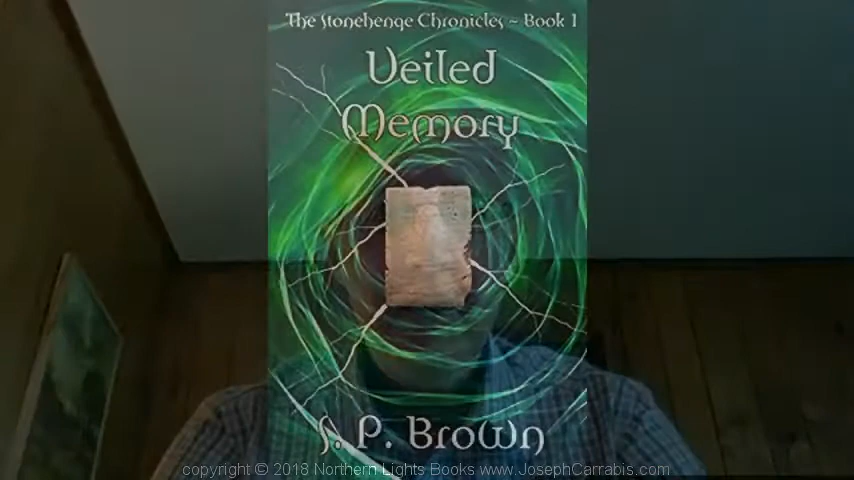 The Stonehenge Chronicles ~ Book 1
Veiled
Memory
S. P. Brown
copyright © 2018 Northern Lights Books www.JosephCarrabis.com